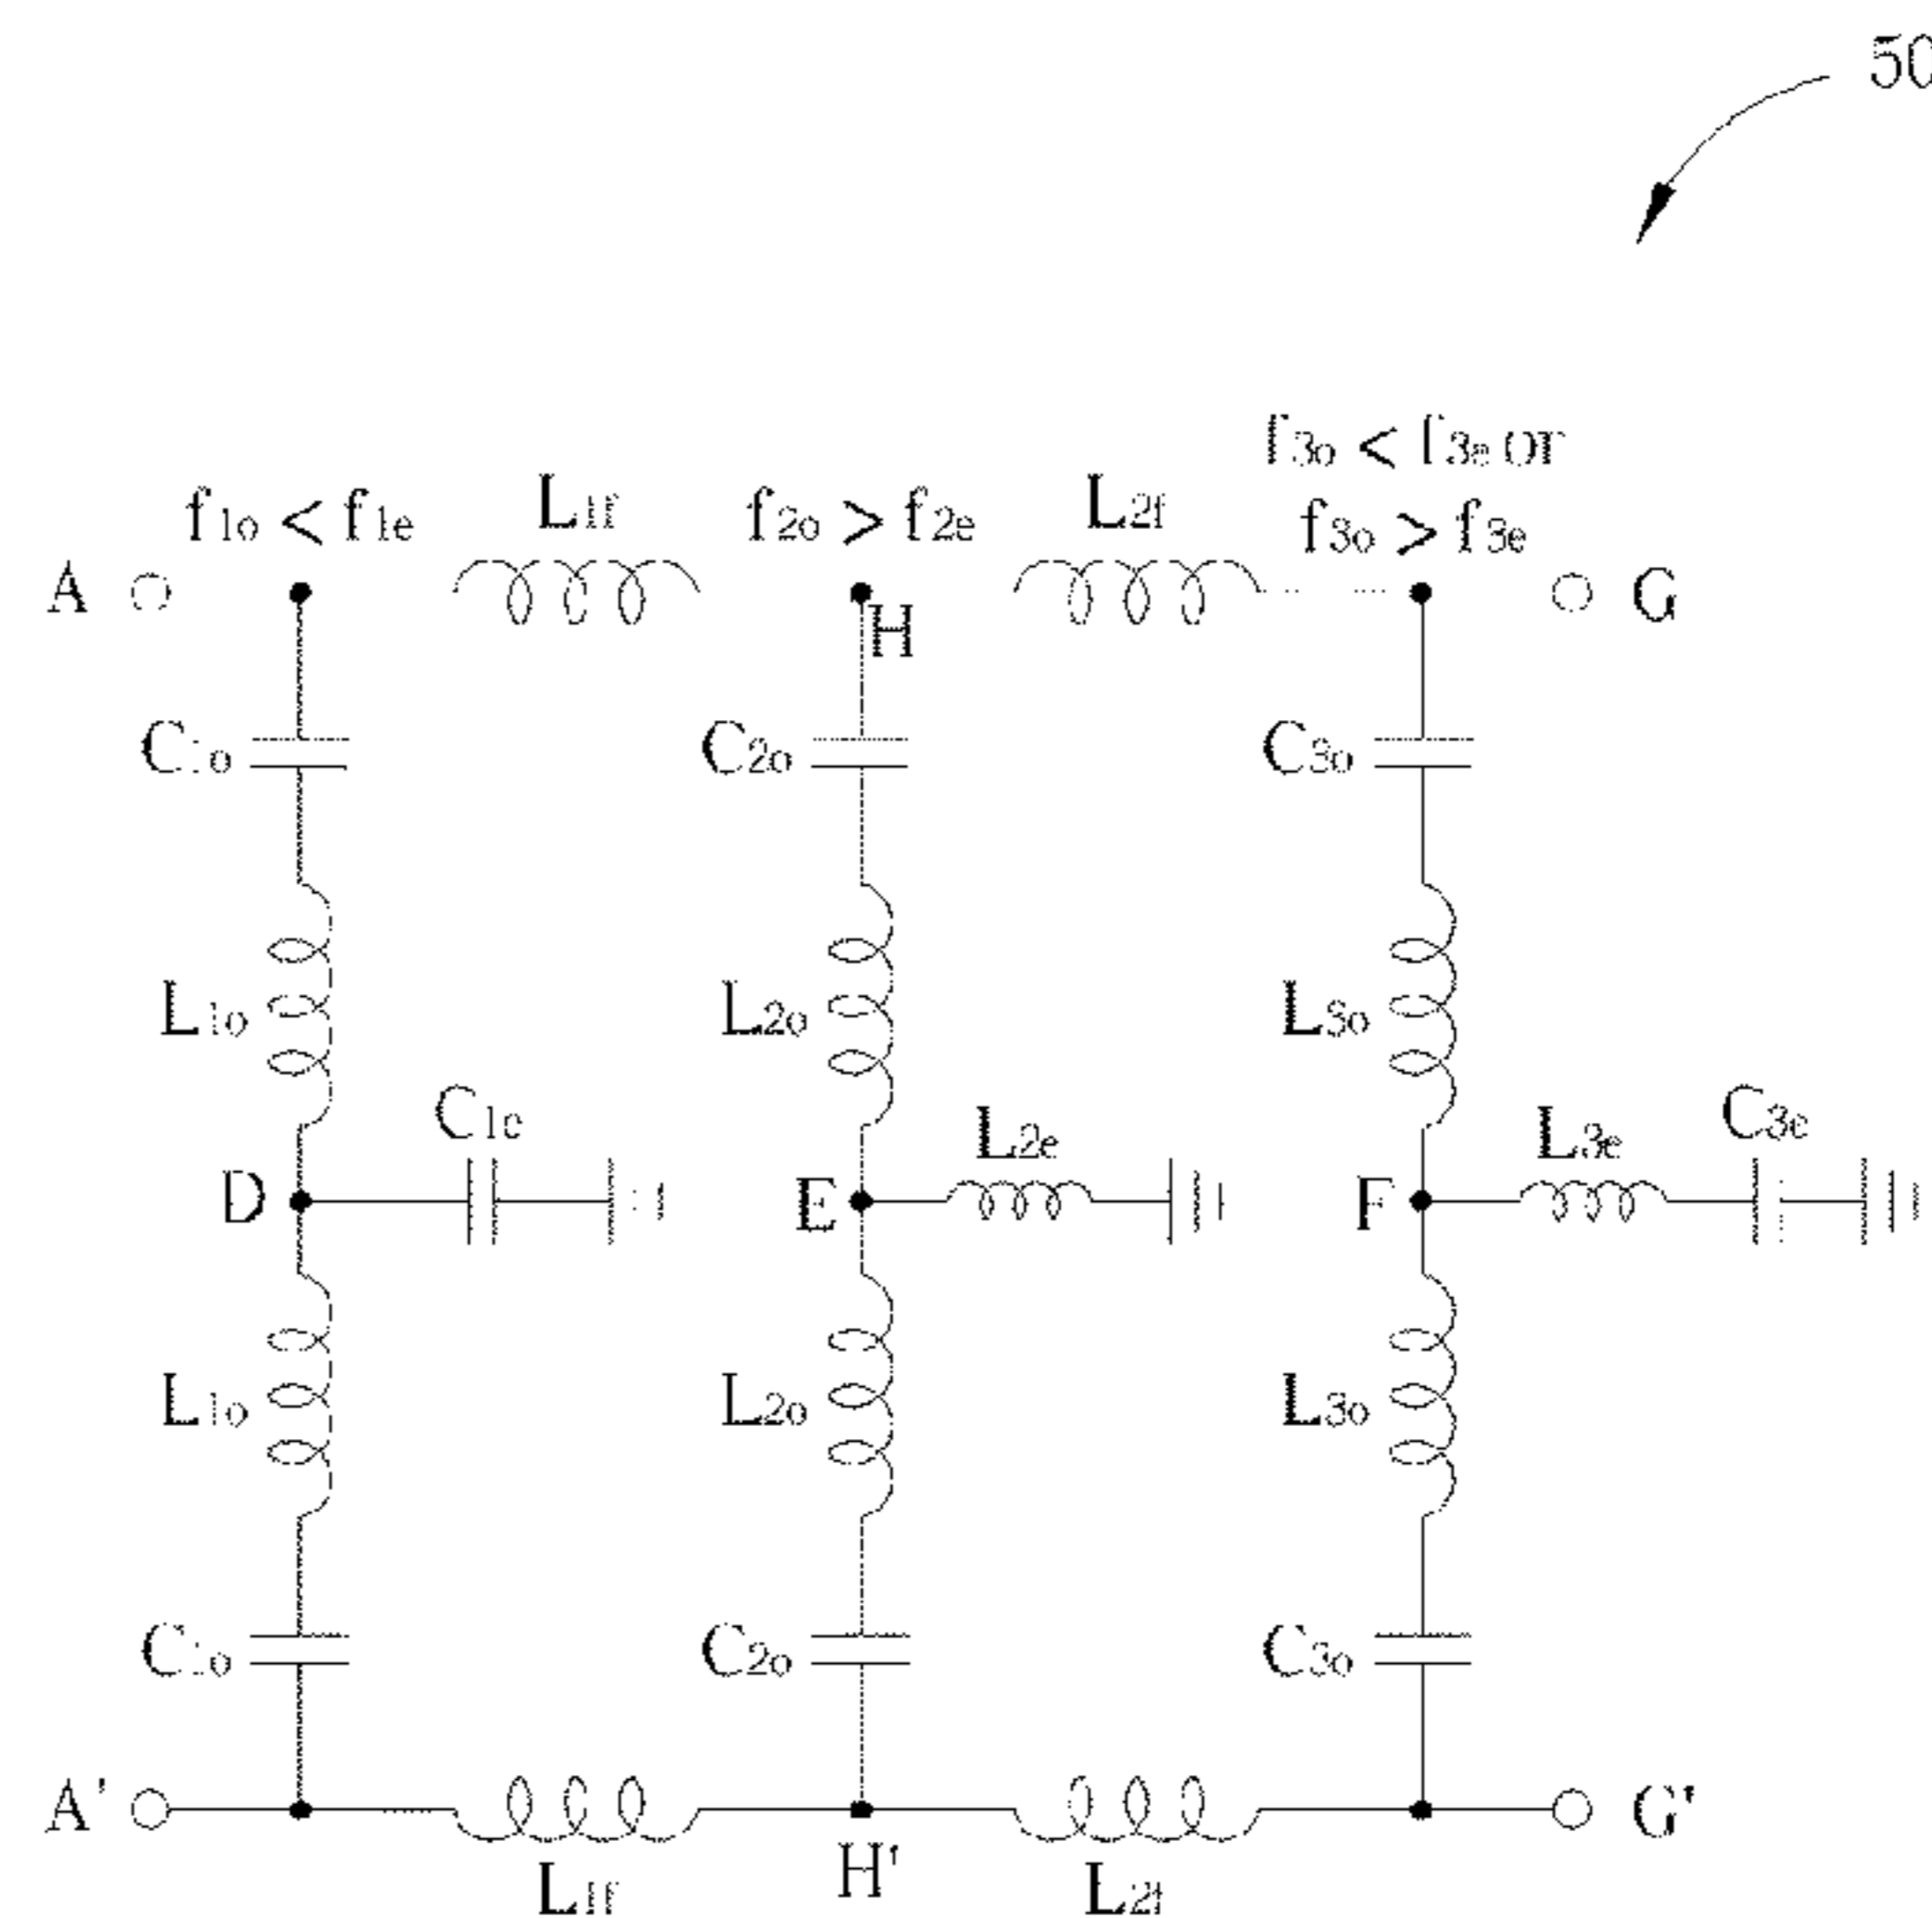 50
f3o < f3e or
f1o < f1e
L1f
f2o > f2e
L2f
f3o > f3e
A
H
G
C1o
C2o
C3o
L1o
L2o
L3o
C1e
L2e
L3e
C3e
D
E
F
L1o
L2o
L3o
C1o
C2o
C3o
A'
H'
G'
L1f
L2f